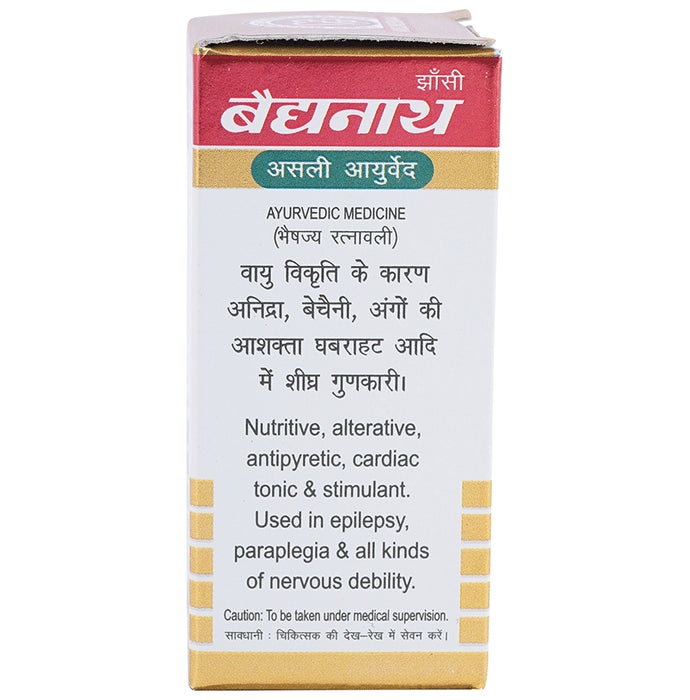 झाँसी
बैद्यनाथ
असली आयुर्वेद
AYURVEDIC MEDICINE
(भैषज्य रत्नावली)
वायु विकृति के कारण
अनिद्रा, बेचैनी, अंगों की
आशक्ता घबराहट आदि
में शीघ्र गुणकारी।
Nutritive, alterative,
antipyretic, cardiac
tonic & stimulant.
Used in epilepsy,
paraplegia & all kinds
of nervous debility.
Caution: To be taken under medical supervision.
सावधानी : चिकित्सक की देख-रेख में सेवन करें।